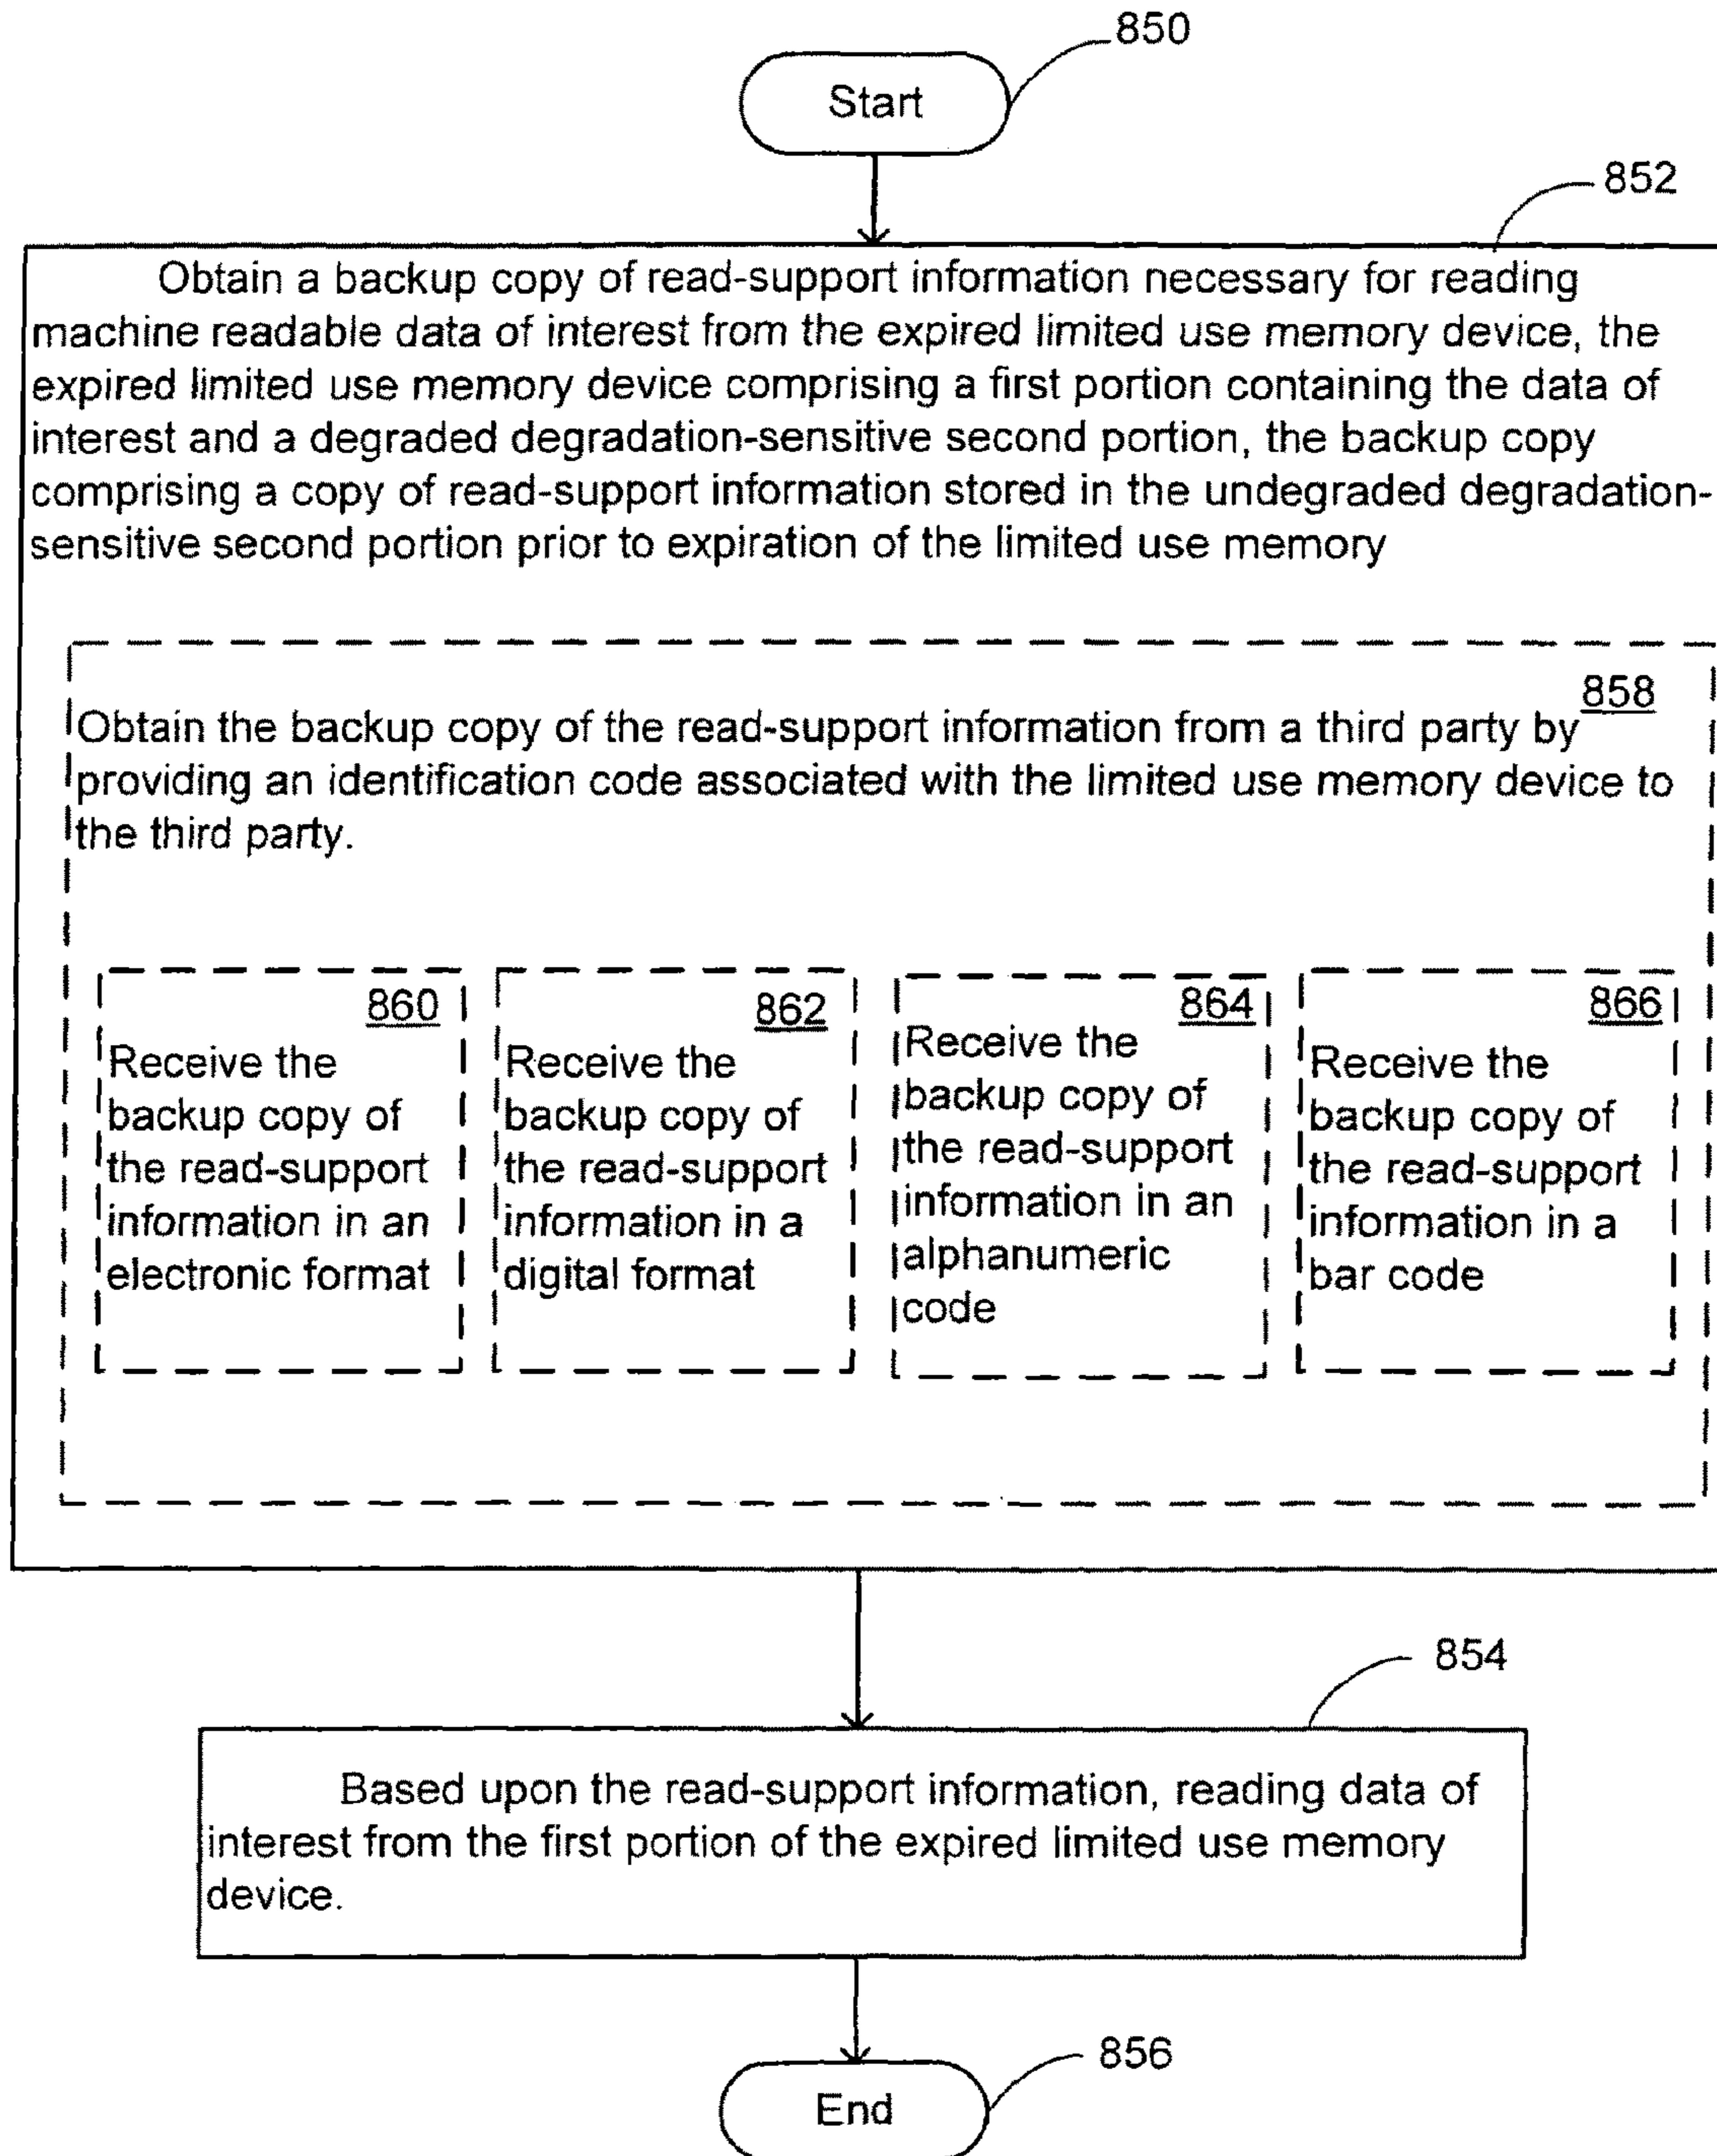 850
Start
852
Obtain a backup copy of read-support information necessary for reading
machine readable data of interest from the expired limited use memory device, the
expired limited use memory device comprising a first portion containing the data of
interest and a degraded degradation-sensitive second portion, the backup copy
comprising a copy of read-support information stored in the undegraded degradation-
sensitive second portion prior to expiration of the limited use memory
858
Obtain the backup copy of the read-support information from a third party by
providing an identification code associated with the limited use memory device to
the third party.
860
Receive the
backup copy of
the read-support
information in an
electronic format
862
Receive the
backup copy of
the read-support
information in a
digital format
864
Receive the
backup copy of
the read-support
information in an
alphanumeric
code
866
Receive the
backup copy of
the read-support
information in a
bar code
854
Based upon the read-support information, reading data of
interest from the first portion of the expired limited use memory
device.
856
End